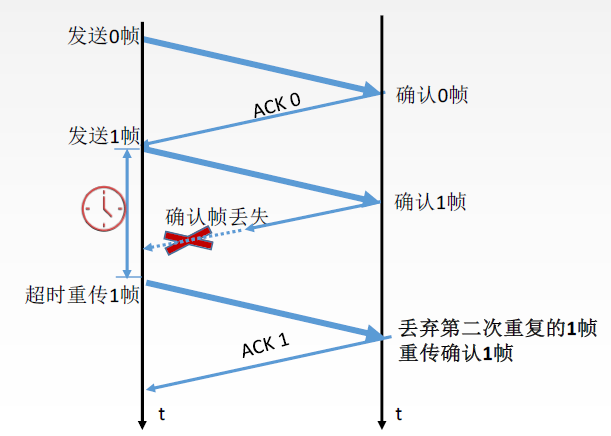 发送0帧
ACK 0
确认0帧
发送1帧
确认1帧
确认帧丢失
超时重传1帧
丢弃第二次重复的1帧
重传确认1帧
ACK 1
t
t